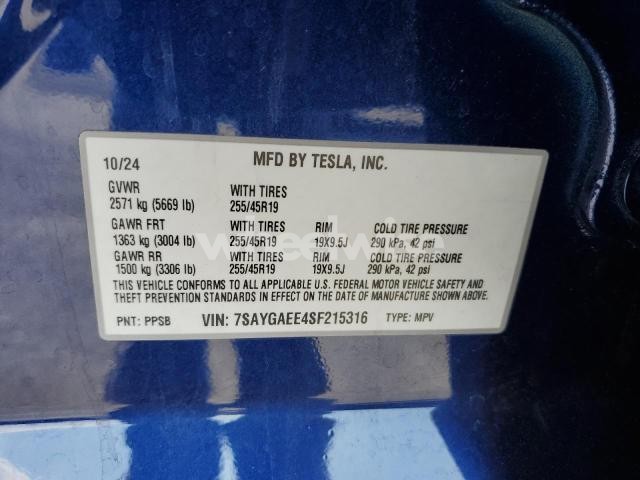 10/24 MFD BY TESLA, INC.
GVWR WITH TIRES
2571 kg (5669 lb) 255/45R19
GAWR FRT WITH TIRES RIM COLD TIRE PRESSURE
1363 kg (3004 lb) 255/45R19 19X9.5J 290 kPa, 42 psi
GAWR RR WITH TIRES RIM COLD TIRE PRESSURE
1500 kg (3306 lb) 255/45R19 19X9.5J 290 kPa, 42 psi
THIS VEHICLE CONFORMS TO ALL APPLICABLE U.S. FEDERAL MOTOR VEHICLE SAFETY AND
THEFT PREVENTION STANDARDS IN EFFECT ON THE DATE OF MANUFACTURE SHOWN ABOVE.
PNT: PPSB VIN: 7SAYGAEE4SF215316 TYPE: MPV